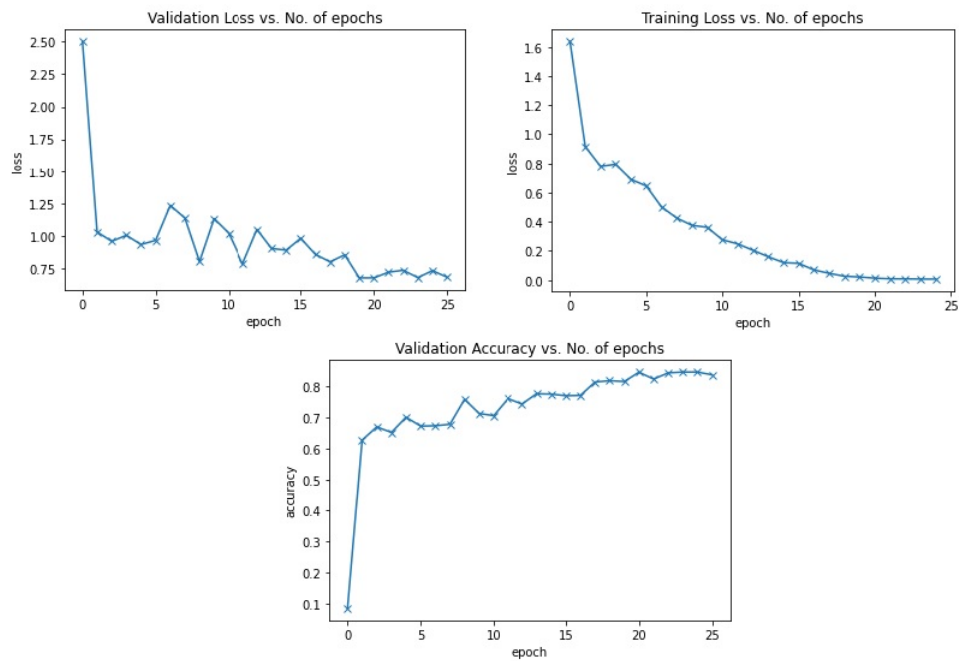 Validation Loss vs. No. of epochs
2.50
2.25
2.00
1.75
1.50
1.25
1.00
0.75
loss
0 5 10 15 20 25
epoch
Training Loss vs. No. of epochs
1.6
1.4
1.2
1.0
0.8
0.6
0.4
0.2
0.0
loss
0 5 10 15 20 25
epoch
Validation Accuracy vs. No. of epochs
0.8
0.7
0.6
0.5
0.4
0.3
0.2
0.1
accuracy
0 5 10 15 20 25
epoch